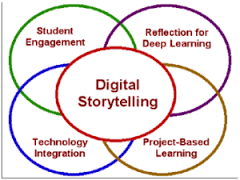 Student
Engagement
Reflection for
Deep Learning
Digital
Storytelling
Technology
Integration
Project-Based
Learning